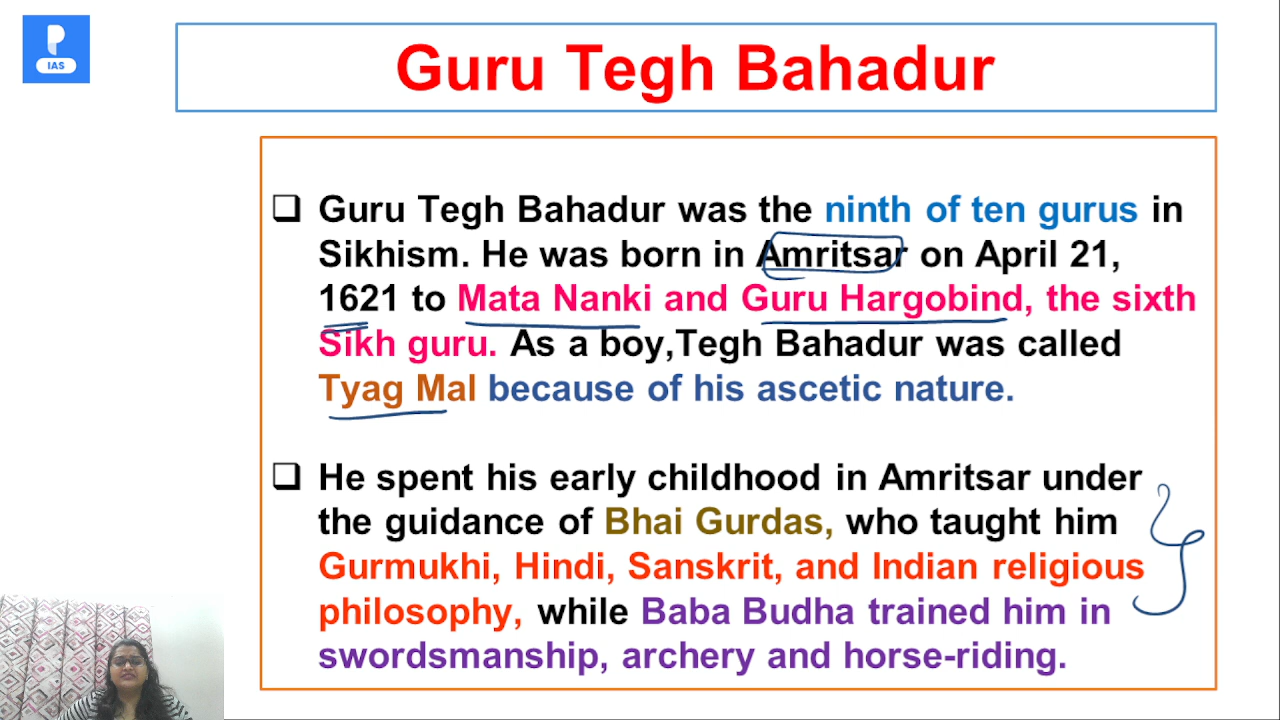 IAS
Guru Tegh Bahadur
❑ Guru Tegh Bahadur was the ninth of ten gurus in
Sikhism. He was born in Amritsar on April 21,
1621 to Mata Nanki and Guru Hargobind, the sixth
Sikh guru. As a boy,Tegh Bahadur was called
Tyag Mal because of his ascetic nature.
❑ He spent his early childhood in Amritsar under
the guidance of Bhai Gurdas, who taught him
Gurmukhi, Hindi, Sanskrit, and Indian religious
philosophy, while Baba Budha trained him in
swordsmanship, archery and horse-riding.